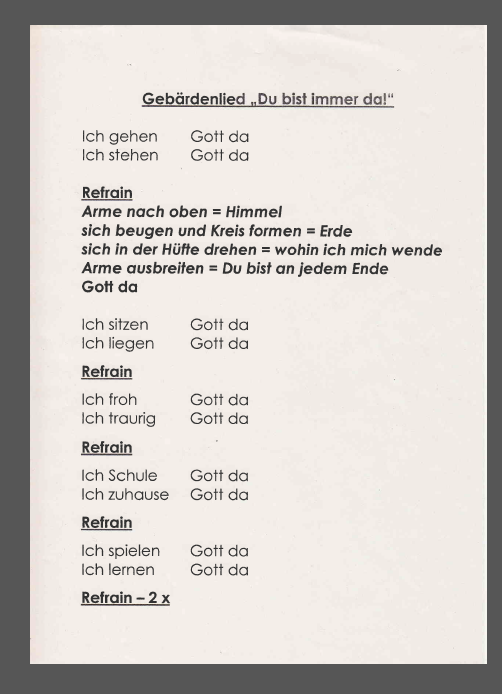 Gebärdenlied „Du bist immer da!“
Ich gehen Gott da
Ich stehen Gott da
Refrain
Arme nach oben = Himmel
sich beugen und Kreis formen = Erde
sich in der Hüfte drehen = wohin ich mich wende
Arme ausbreiten = Du bist an jedem Ende
Gott da
Ich sitzen Gott da
Ich liegen Gott da
Refrain
Ich froh Gott da
Ich traurig Gott da
Refrain
Ich Schule Gott da
Ich zuhause Gott da
Refrain
Ich spielen Gott da
Ich lernen Gott da
Refrain – 2 x